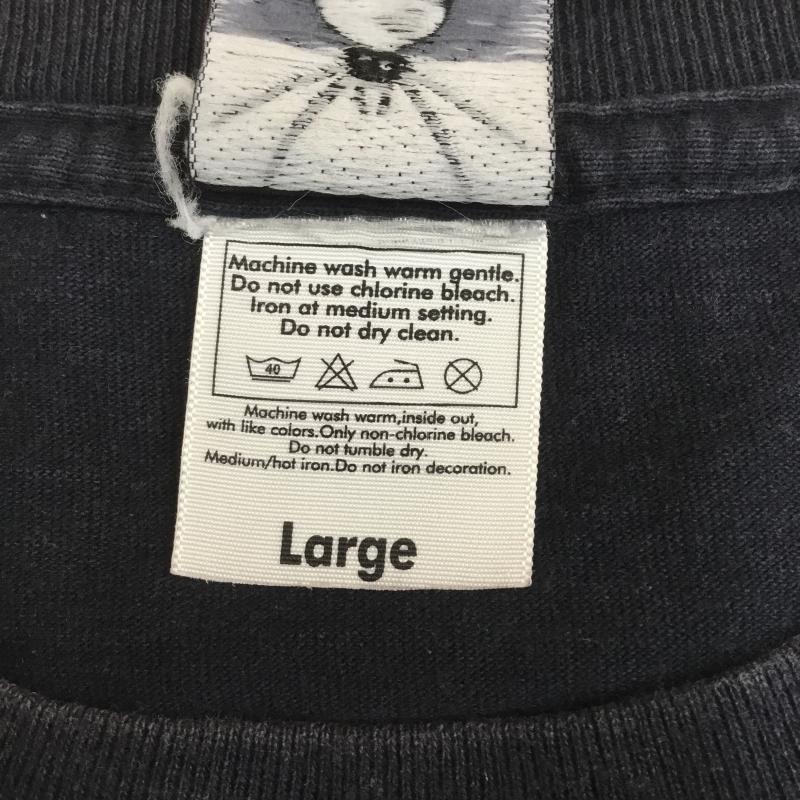 Machine wash warm gentle.
Do not use chlorine bleach.
Iron at medium setting.
Do not dry clean.
40
Machine wash warm,inside out,
with like colors.Only non-chlorine bleach.
Do not tumble dry.
Medium/hot iron.Do not iron decoration.
Large